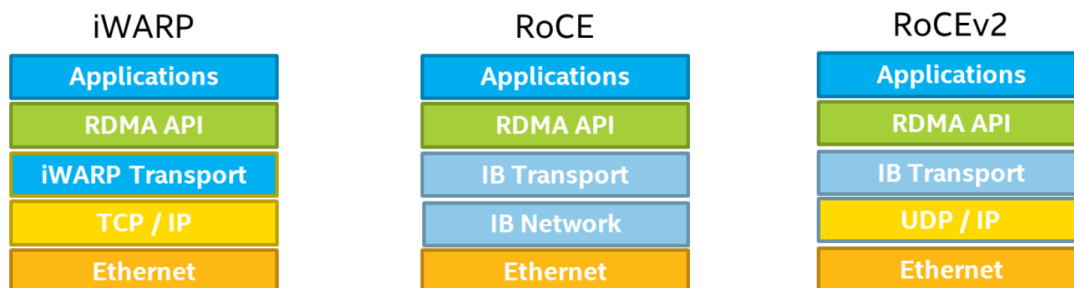 iWARP
Applications
RDMA API
iWARP Transport
TCP / IP
Ethernet
RoCE
Applications
RDMA API
IB Transport
IB Network
Ethernet
RoCEv2
Applications
RDMA API
IB Transport
UDP / IP
Ethernet